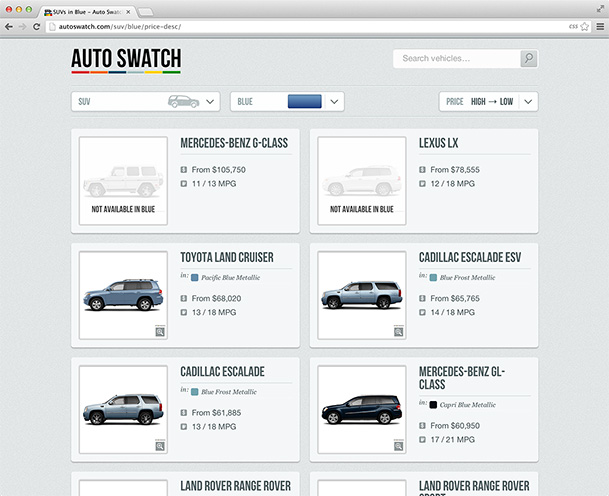 SUVs in Blue – Auto Swatc
autoswatch.com/suv/blue/price-desc/
css
AUTO SWATCH
Search vehicles…
SUV
BLUE
PRICE HIGH → LOW
NOT AVAILABLE IN BLUE
MERCEDES-BENZ G-CLASS
From $105,750
11 / 13 MPG
NOT AVAILABLE IN BLUE
LEXUS LX
From $78,555
12 / 18 MPG
TOYOTA LAND CRUISER
in: Pacific Blue Metallic
From $68,020
13 / 18 MPG
CADILLAC ESCALADE ESV
in: Blue Frost Metallic
From $65,765
14 / 18 MPG
CADILLAC ESCALADE
in: Blue Frost Metallic
From $61,885
13 / 18 MPG
MERCEDES-BENZ GL-
CLASS
in: Capri Blue Metallic
From $60,950
17 / 21 MPG
LAND ROVER RANGE ROVER
LAND ROVER RANGE ROVER
SPORT